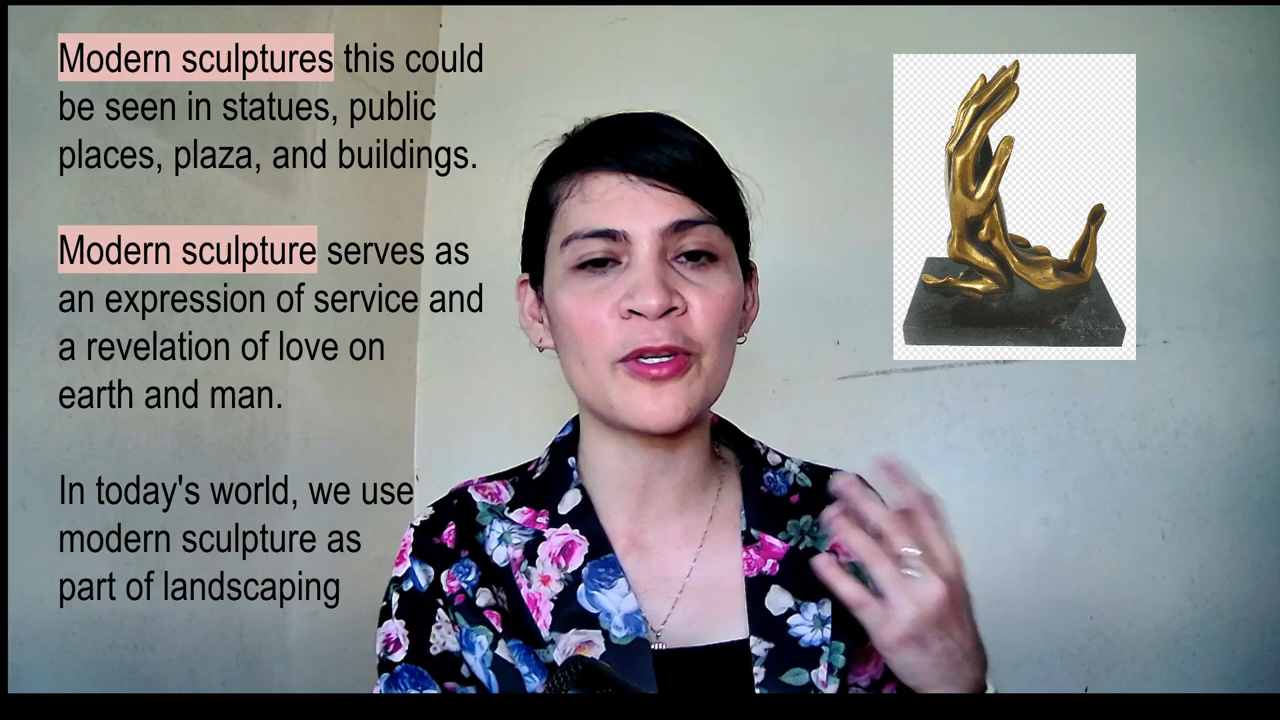 Modern sculptures this could
be seen in statues, public
places, plaza, and buildings.
Modern sculpture serves as
an expression of service and
a revelation of love on
earth and man.
In today's world, we use
modern sculpture as
part of landscaping